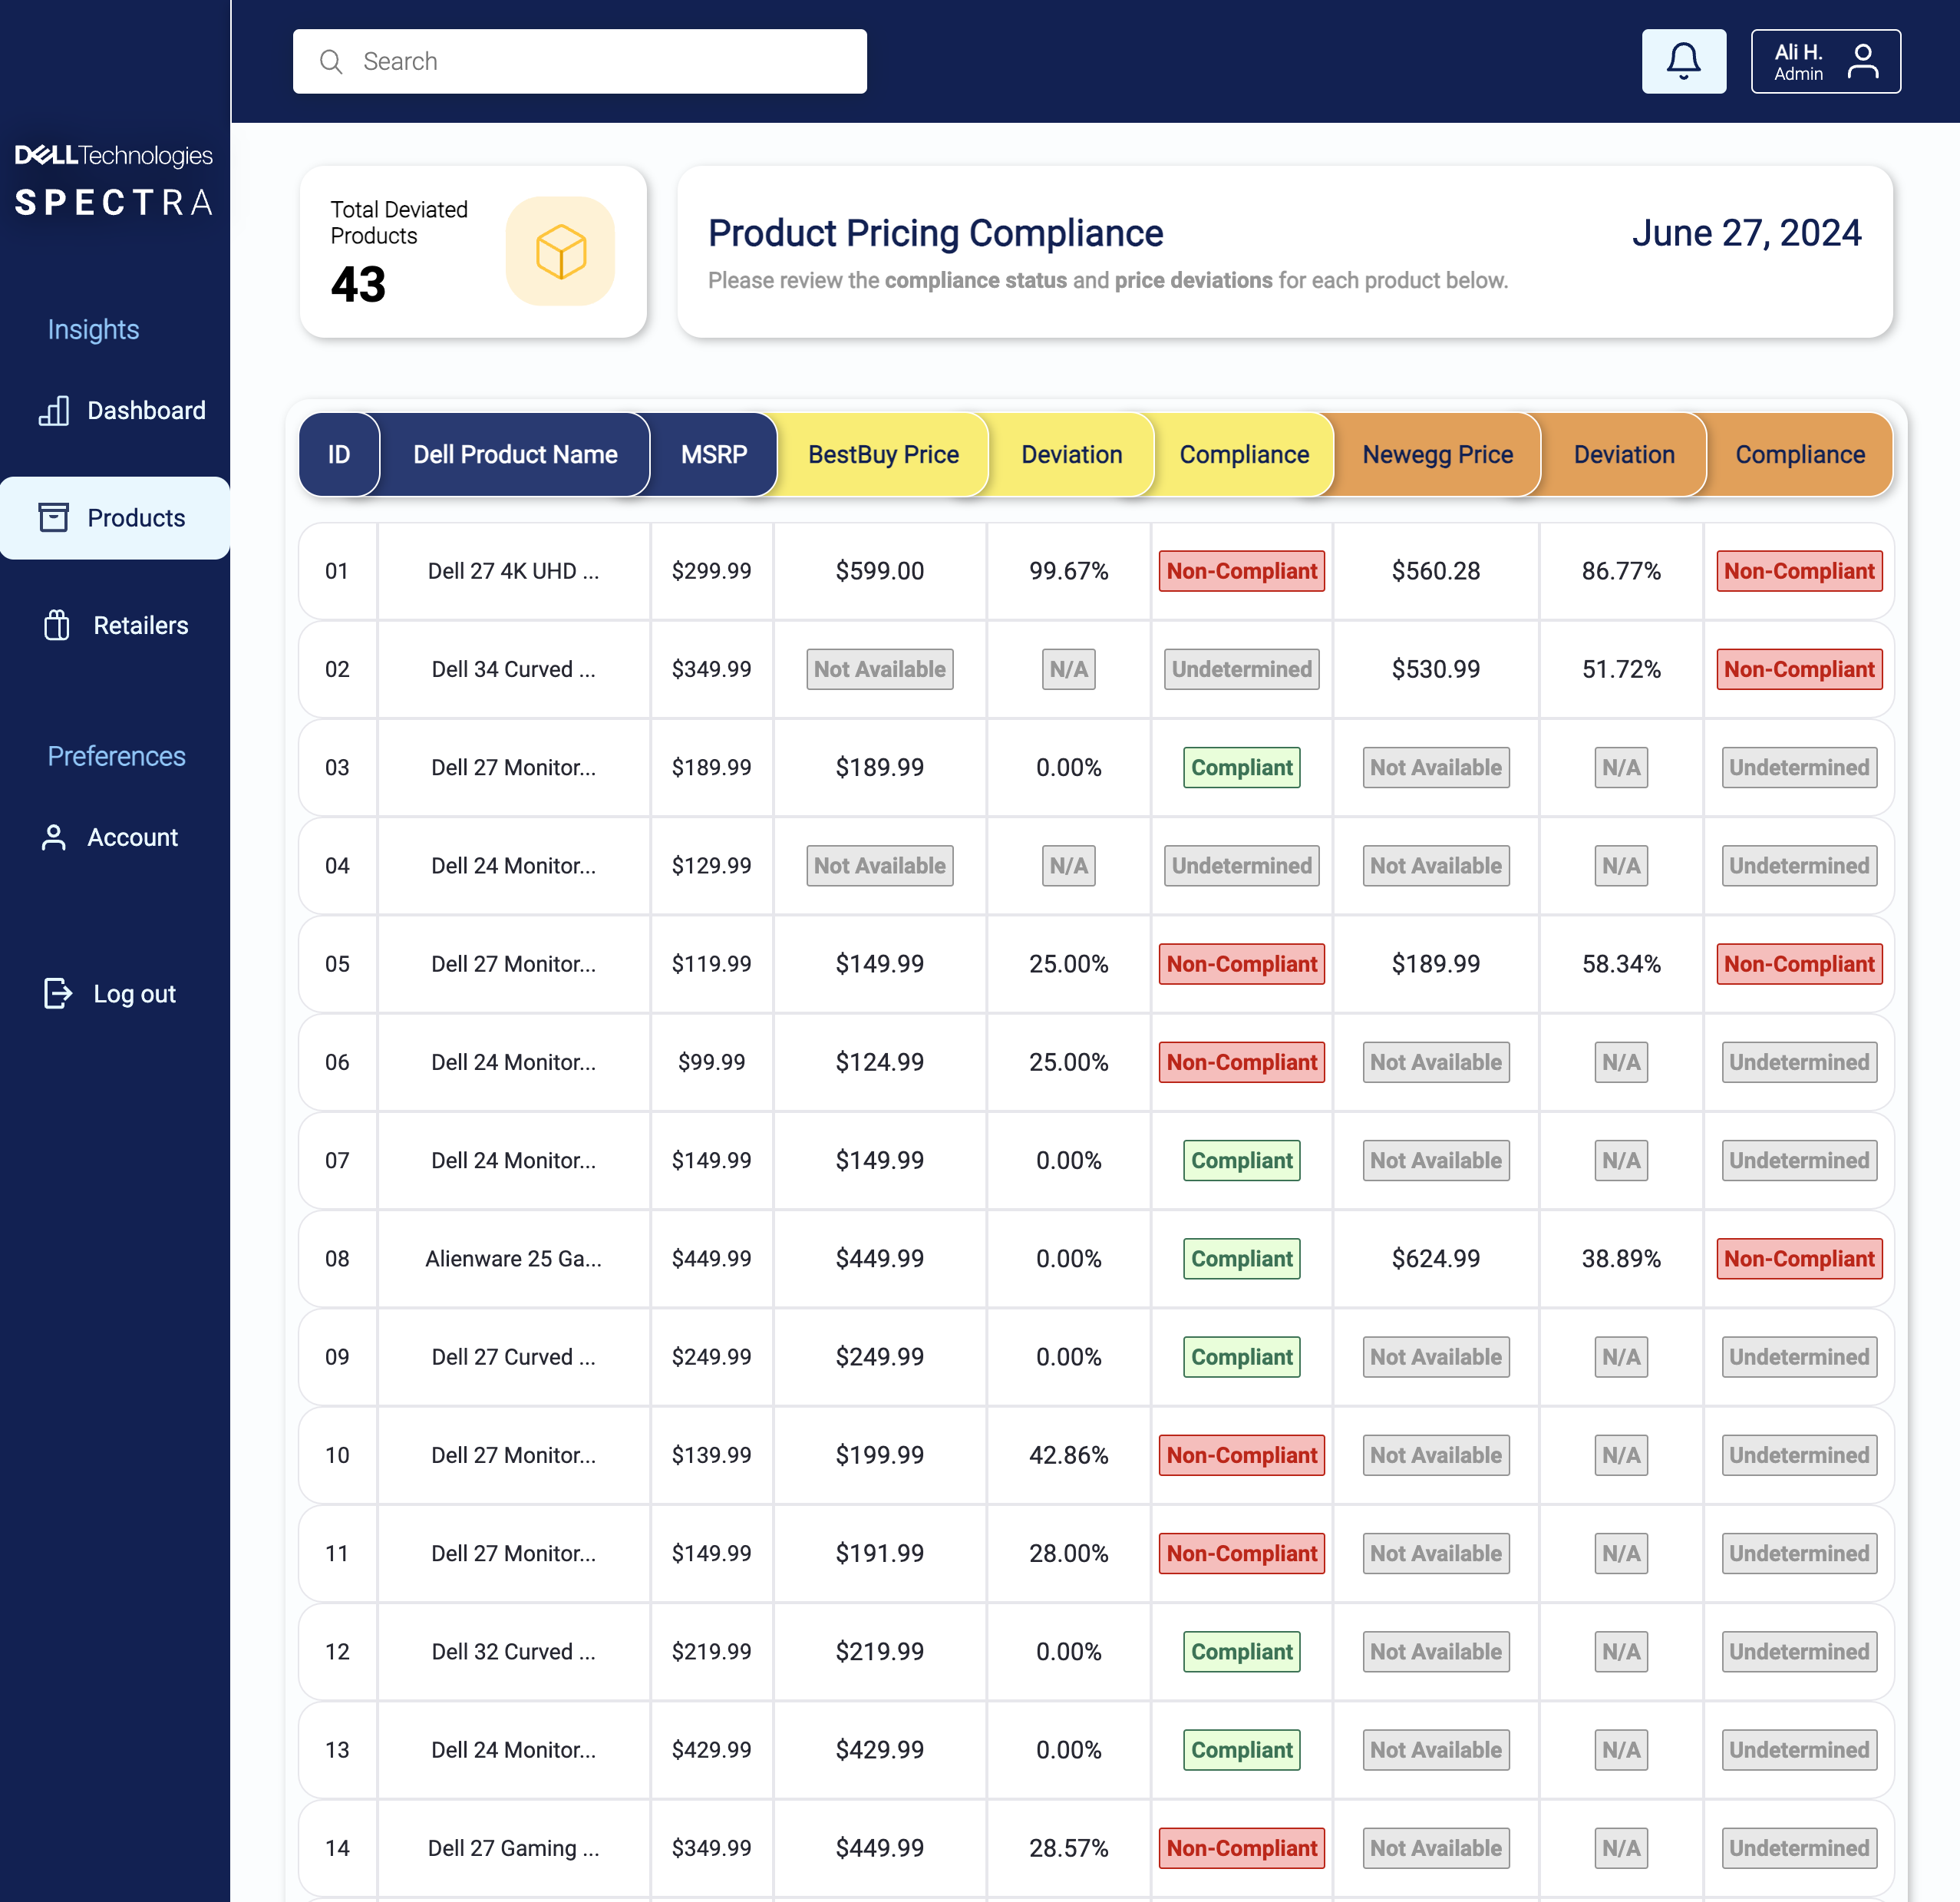 Search
Ali H.
Admin
DELLTechnologies
SPECTRA
Insights
Dashboard
Products
Retailers
Preferences
Account
Log out
Total Deviated
Products
43
Product Pricing Compliance
June 27, 2024
Please review the compliance status and price deviations for each product below.
ID Dell Product Name MSRP BestBuy Price Deviation Compliance Newegg Price Deviation Compliance
01 Dell 27 4K UHD ... $299.99 $599.00 99.67% Non-Compliant $560.28 86.77% Non-Compliant
02 Dell 34 Curved ... $349.99 Not Available N/A Undetermined $530.99 51.72% Non-Compliant
03 Dell 27 Monitor... $189.99 $189.99 0.00% Compliant Not Available N/A Undetermined
04 Dell 24 Monitor... $129.99 Not Available N/A Undetermined Not Available N/A Undetermined
05 Dell 27 Monitor... $119.99 $149.99 25.00% Non-Compliant $189.99 58.34% Non-Compliant
06 Dell 24 Monitor... $99.99 $124.99 25.00% Non-Compliant Not Available N/A Undetermined
07 Dell 24 Monitor... $149.99 $149.99 0.00% Compliant Not Available N/A Undetermined
08 Alienware 25 Ga... $449.99 $449.99 0.00% Compliant $624.99 38.89% Non-Compliant
09 Dell 27 Curved ... $249.99 $249.99 0.00% Compliant Not Available N/A Undetermined
10 Dell 27 Monitor... $139.99 $199.99 42.86% Non-Compliant Not Available N/A Undetermined
11 Dell 27 Monitor... $149.99 $191.99 28.00% Non-Compliant Not Available N/A Undetermined
12 Dell 32 Curved ... $219.99 $219.99 0.00% Compliant Not Available N/A Undetermined
13 Dell 24 Monitor... $429.99 $429.99 0.00% Compliant Not Available N/A Undetermined
14 Dell 27 Gaming ... $349.99 $449.99 28.57% Non-Compliant Not Available N/A Undetermined